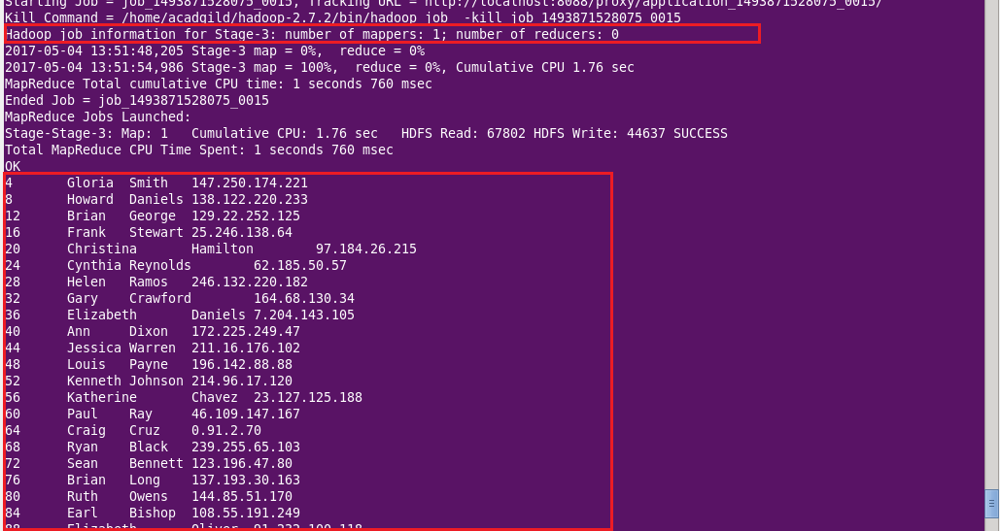 Starting Job = job_1493871528075_0015, Tracking URL = http://localhost:8088/proxy/application_1493871528075_0015/
Kill Command = /home/acadgild/hadoop-2.7.2/bin/hadoop job  -kill job_1493871528075_0015
Hadoop job information for Stage-3: number of mappers: 1; number of reducers: 0
2017-05-04 13:51:48,205 Stage-3 map = 0%,  reduce = 0%
2017-05-04 13:51:54,986 Stage-3 map = 100%,  reduce = 0%, Cumulative CPU 1.76 sec
MapReduce Total cumulative CPU time: 1 seconds 760 msec
Ended Job = job_1493871528075_0015
MapReduce Jobs Launched:
Stage-Stage-3: Map: 1   Cumulative CPU: 1.76 sec   HDFS Read: 67802 HDFS Write: 44637 SUCCESS
Total MapReduce CPU Time Spent: 1 seconds 760 msec
OK
4	Gloria	Smith	147.250.174.221
8	Howard	Daniels	138.122.220.233
12	Brian	George	129.22.252.125
16	Frank	Stewart	25.246.138.64
20	Christina	Hamilton	97.184.26.215
24	Cynthia	Reynolds	62.185.50.57
28	Helen	Ramos	246.132.220.182
32	Gary	Crawford	164.68.130.34
36	Elizabeth	Daniels	7.204.143.105
40	Ann	Dixon	172.225.249.47
44	Jessica	Warren	211.16.176.102
48	Louis	Payne	196.142.88.88
52	Kenneth	Johnson	214.96.17.120
56	Katherine	Chavez	23.127.125.188
60	Paul	Ray	46.109.147.167
64	Craig	Cruz	0.91.2.70
68	Ryan	Black	239.255.65.103
72	Sean	Bennett	123.196.47.80
76	Brian	Long	137.193.30.163
80	Ruth	Owens	144.85.51.170
84	Earl	Bishop	108.55.191.249
88	Elizabeth	Oliver